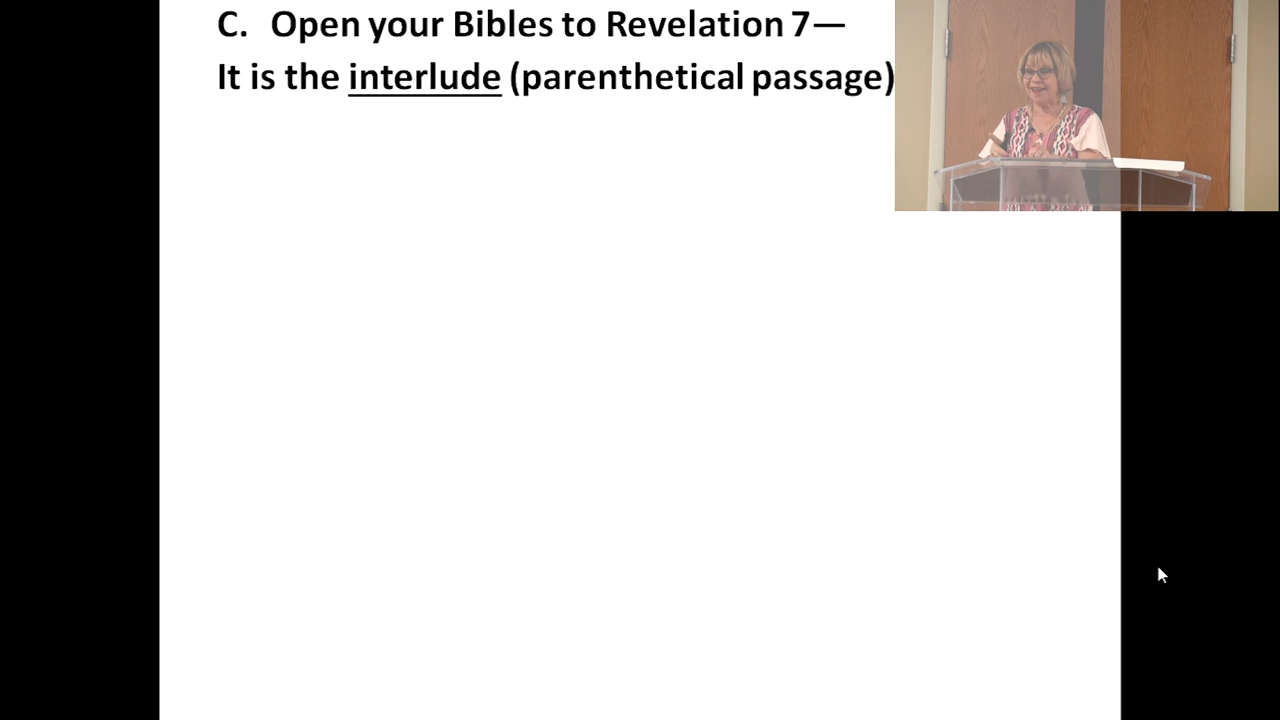 C. Open your Bibles to Revelation 7—
It is the interlude (parenthetical passage)